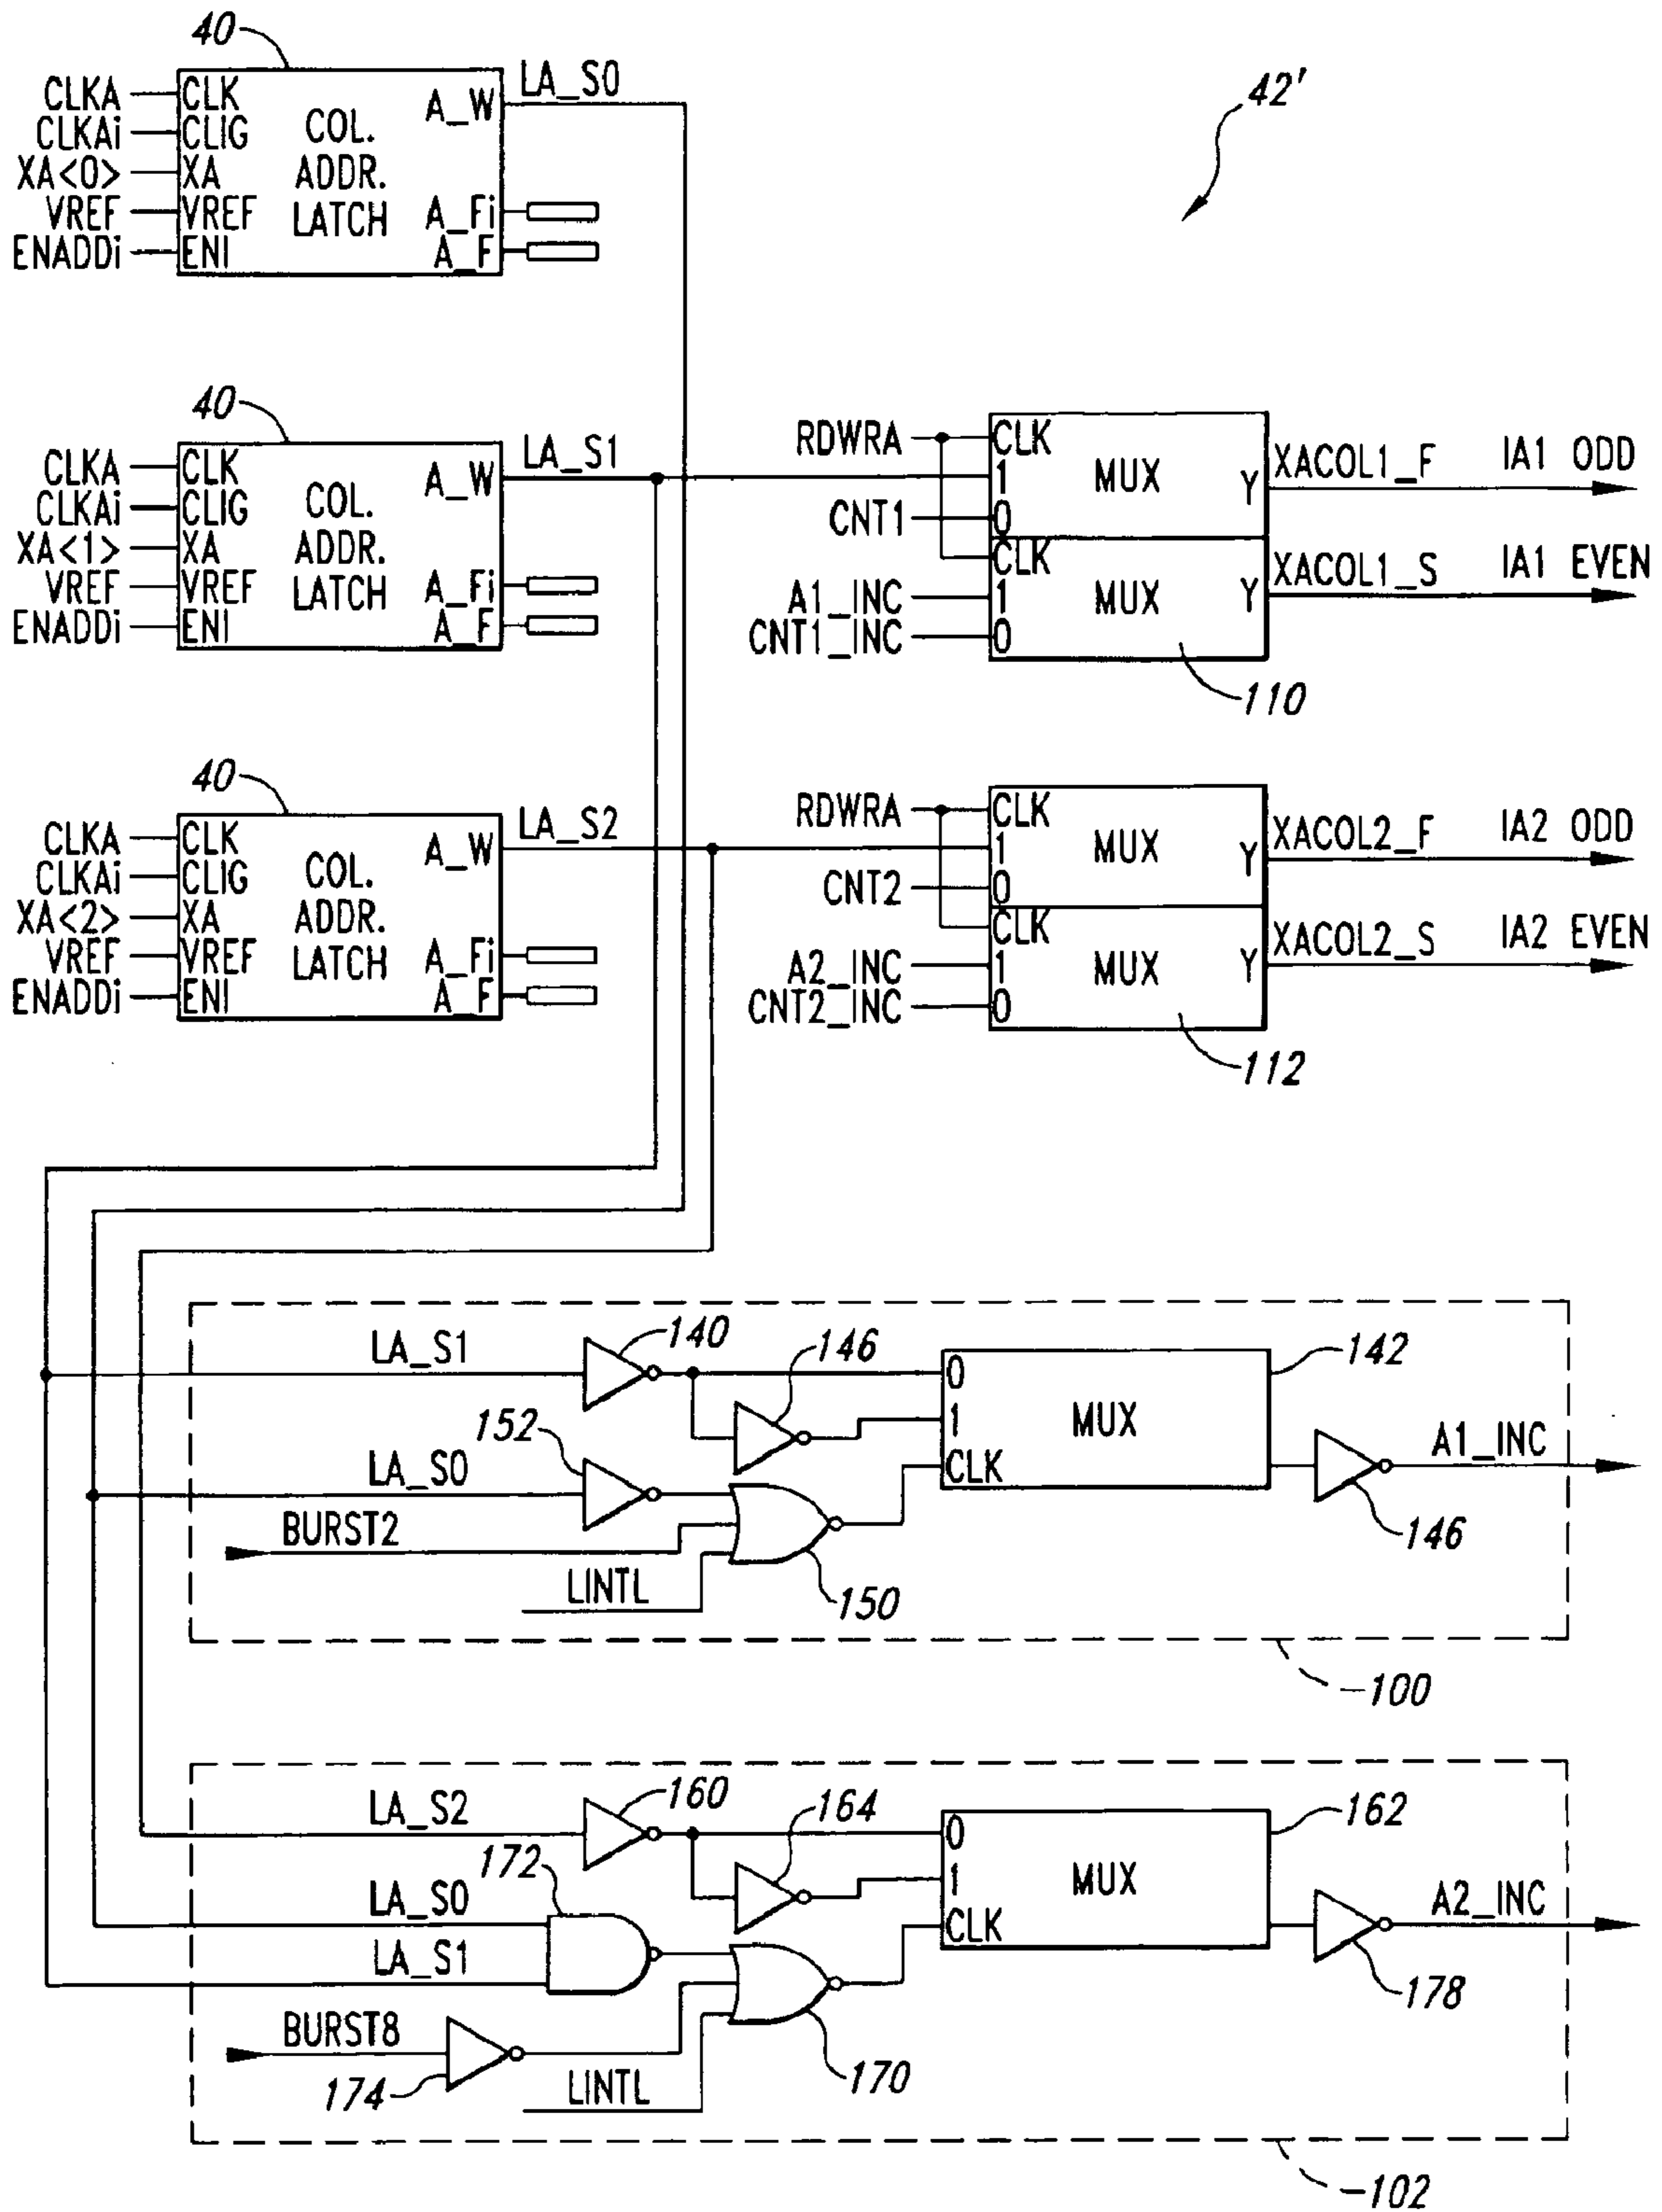 40
CLKA CLK A_W LA_S0
CLKAi CLIG COL.
XA<0> XA ADDR.
VREF VREF LATCH A_Fi
ENADDi ENI A_F
42'
40
CLKA CLK A_W LA_S1
CLKAi CLIG COL.
XA<1> XA ADDR.
VREF VREF LATCH A_Fi
ENADDi ENI A_F
RDWRA CLK MUX Y XACOL1_F IA1 ODD
1
CNT1 0
CLK MUX Y XACOL1_S IA1 EVEN
A1_INC 1
CNT1_INC 0
110
40
CLKA CLK A_W LA_S2
CLKAi CLIG COL.
XA<2> XA ADDR.
VREF VREF LATCH A_Fi
ENADDi ENI A_F
RDWRA CLK MUX Y XACOL2_F IA2 ODD
1
CNT2 0
CLK MUX Y XACOL2_S IA2 EVEN
A2_INC 1
CNT2_INC 0
112
LA_S1 140 146 0 142
152 1 MUX
LA_S0 CLK A1_INC
BURST2 146
LINTL 150
100
LA_S2 160 164 0 162
172 1 MUX
LA_S0 CLK A2_INC
LA_S1 178
BURST8
174 LINTL 170
102